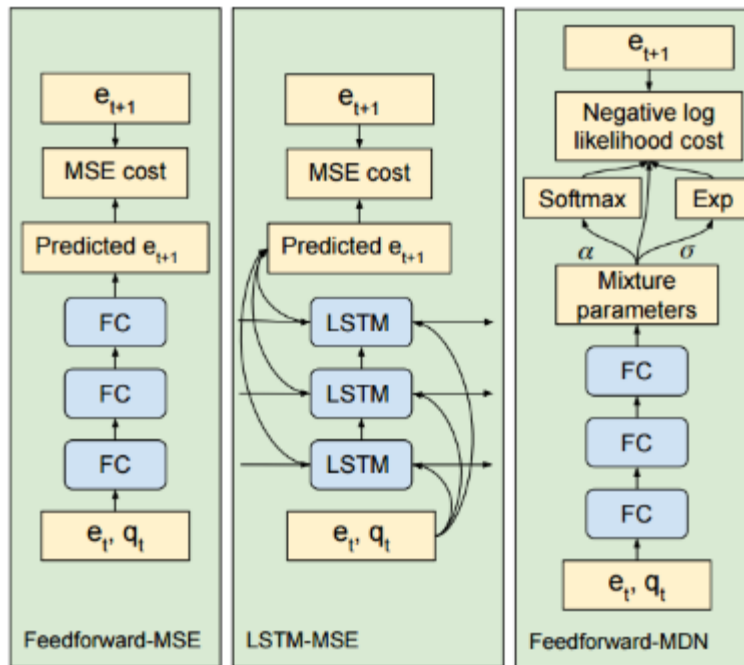 e_{t+1}
MSE cost
Predicted e_{t+1}
FC
FC
FC
e_t, q_t
Feedforward-MSE
e_{t+1}
MSE cost
Predicted e_{t+1}
LSTM
LSTM
LSTM
e_t, q_t
LSTM-MSE
e_{t+1}
Negative log
likelihood cost
Softmax
Exp
α
σ
Mixture
parameters
FC
FC
FC
e_t, q_t
Feedforward-MDN